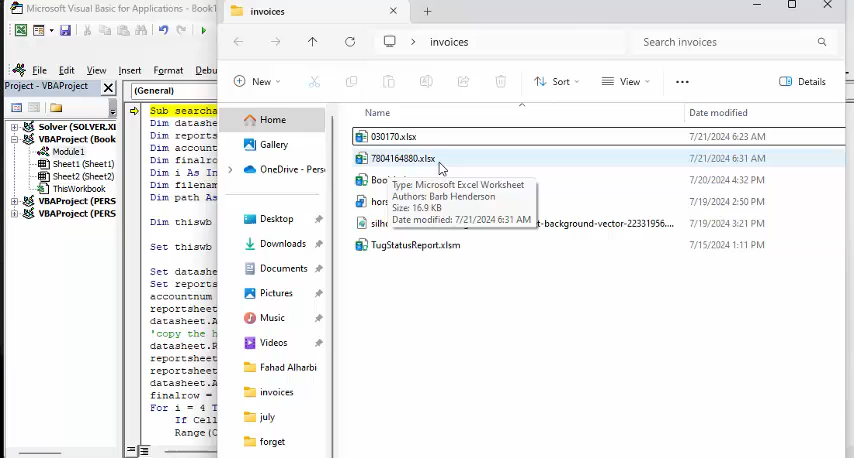 Microsoft Visual Basic for Applications - Book1
File Edit View Insert Format Debu
Project - VBAProject
Solver (SOLVER.XL
VBAProject (Book
Module1
Sheet1 (Sheet1)
Sheet2 (Sheet2)
ThisWorkbook
VBAProject (PERS
VBAProject (PERS
(General)
Sub searcha
Dim datashe
Dim reports
Dim account
Dim finalro
Dim i As In
Dim filenam
Dim path As
Dim thiswb
Set thiswb
Set datashe
Set reports
accountnum
reportsheet
datasheet.A
'copy the h
datasheet.R
reportsheet
reportsheet
datasheet.A
finalrow =
For i = 4 T
If Cell
Range(C
invoices
invoices
Search invoices
New
Sort
View
Details
Home
Gallery
OneDrive - Perso
Desktop
Downloads
Documents
Pictures
Music
Videos
Fahad Alharbi
invoices
july
forget
Name Date modified
030170.xlsx 7/21/2024 6:23 AM
7804164880.xlsx 7/21/2024 6:31 AM
Boo 7/20/2024 4:32 PM
hors 7/19/2024
silho t-background-vector-22331956.... 7/19/2024 3:21 PM
TugStatusReport.xlsm 7/15/2024 1:11 PM
Type: Microsoft Excel Worksheet
Authors: Barb Henderson
Size: 16.9 KB
Date modified: 7/21/2024 6:31 AM